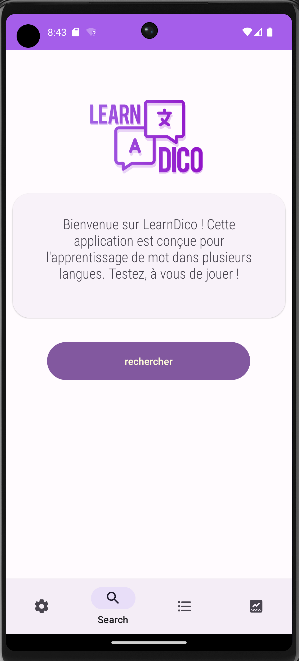 8:43
LEARN 文
A DICO
Bienvenue sur LearnDico ! Cette
application est conçue pour
l'apprentissage de mot dans plusieurs
langues. Testez, à vous de jouer !
rechercher
Search